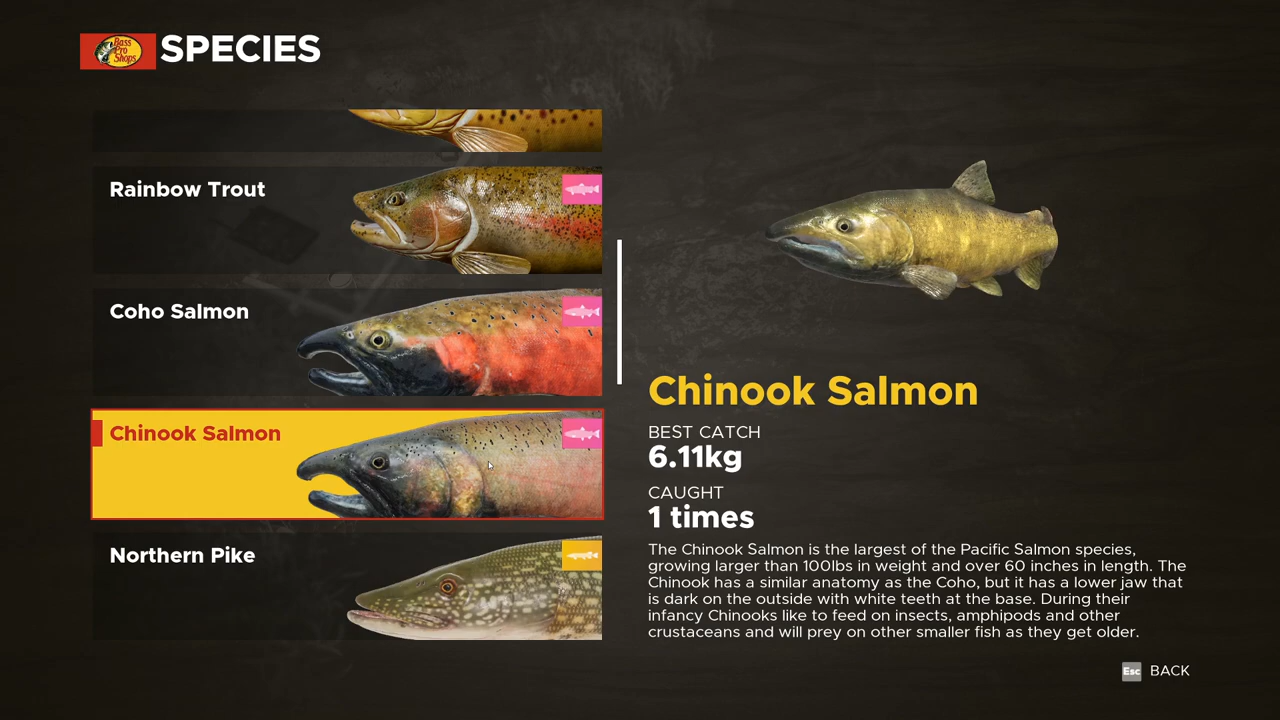 Bass
Pro
Shops
SPECIES
Rainbow Trout
Coho Salmon
Chinook Salmon
Northern Pike
Chinook Salmon
BEST CATCH
6.11kg
CAUGHT
1 times
The Chinook Salmon is the largest of the Pacific Salmon species,
growing larger than 100lbs in weight and over 60 inches in length. The
Chinook has a similar anatomy as the Coho, but it has a lower jaw that
is dark on the outside with white teeth at the base. During their
infancy Chinooks like to feed on insects, amphipods and other
crustaceans and will prey on other smaller fish as they get older.
Esc BACK